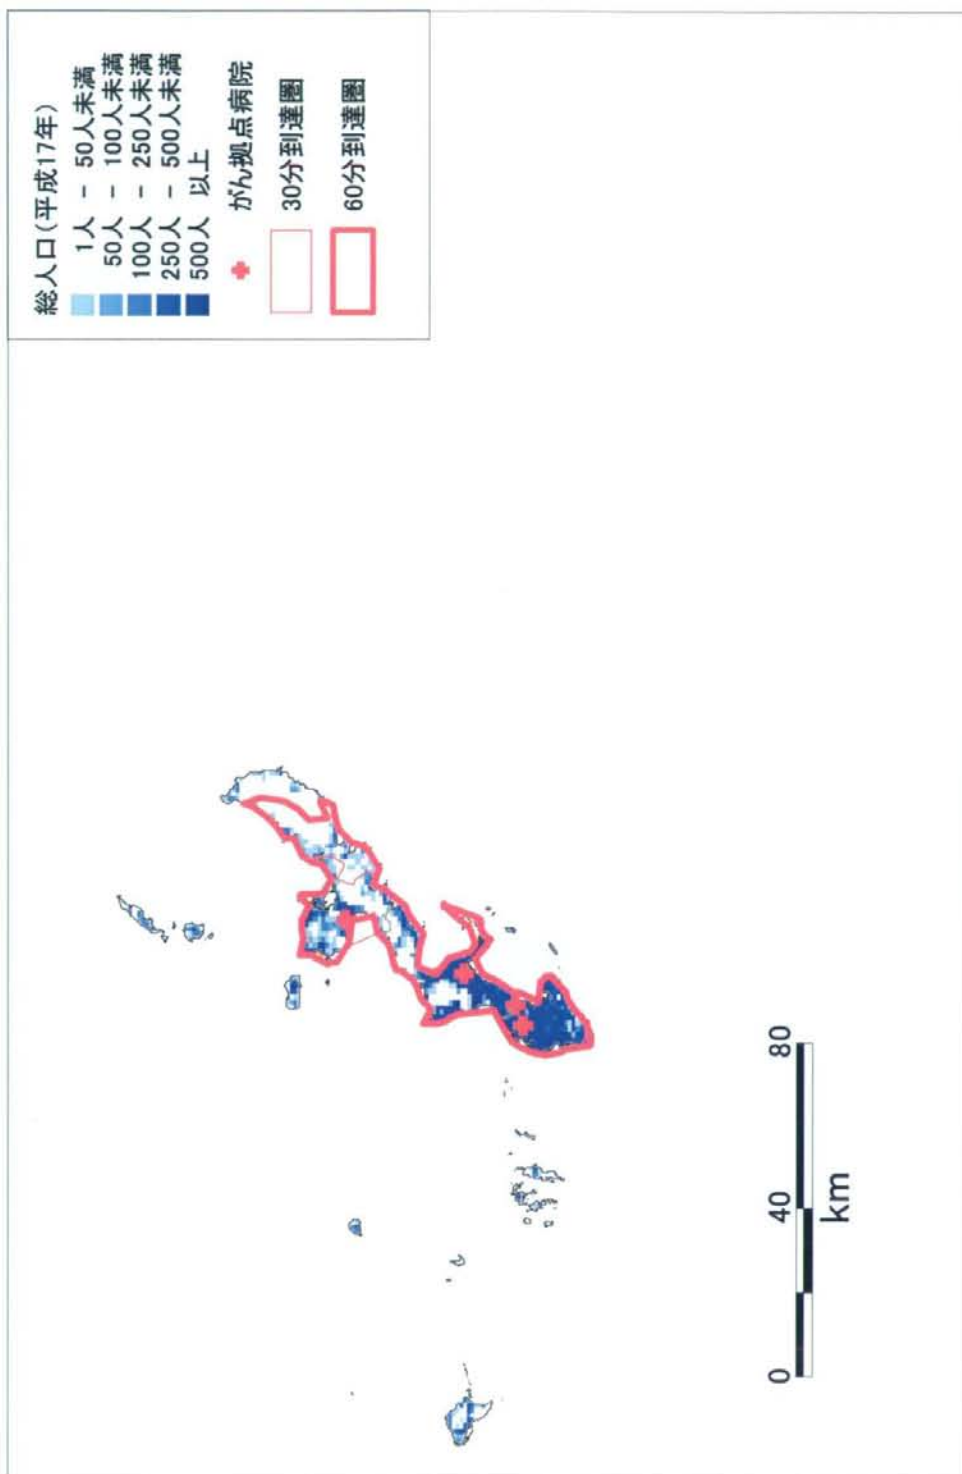 総人口(平成17年)
1人 - 50人未満
50人 - 100人未満
100人 - 250人未満
250人 - 500人未満
500人 以上
がん拠点病院
30分到達圏
60分到達圏
0 40 80
km